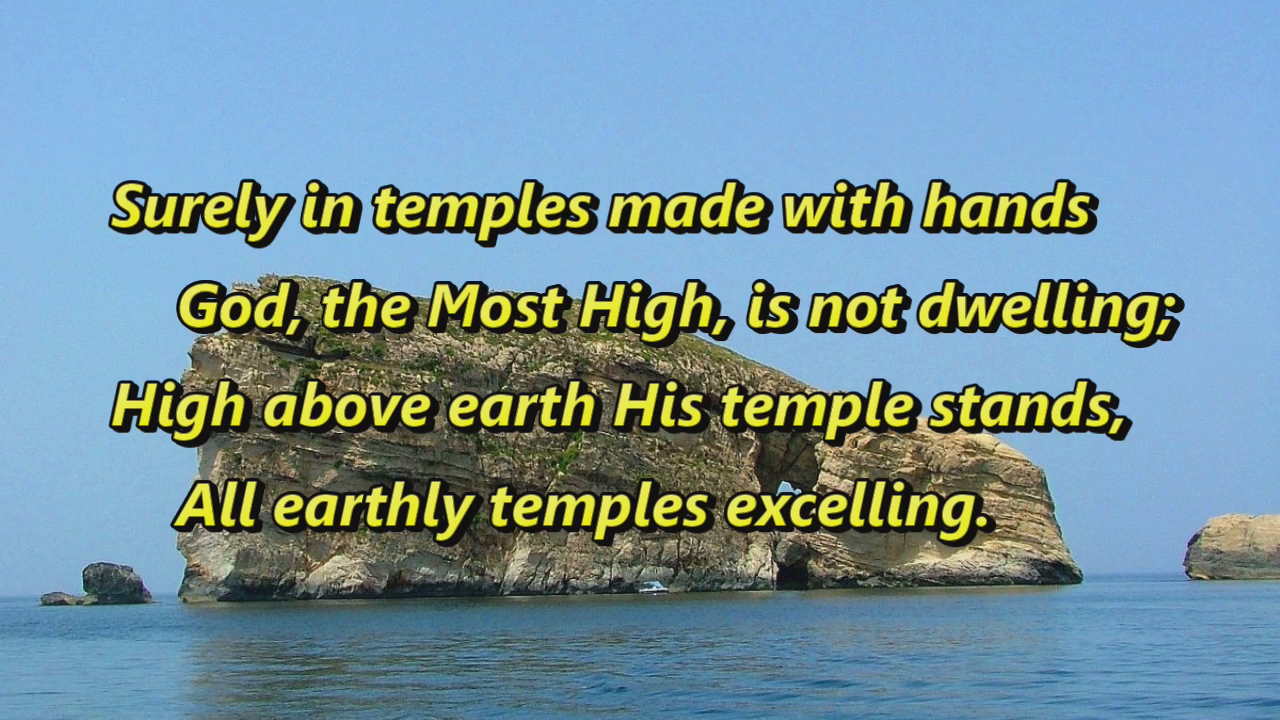 Surely in temples made with hands
God, the Most High, is not dwelling;
High above earth His temple stands,
All earthly temples excelling.